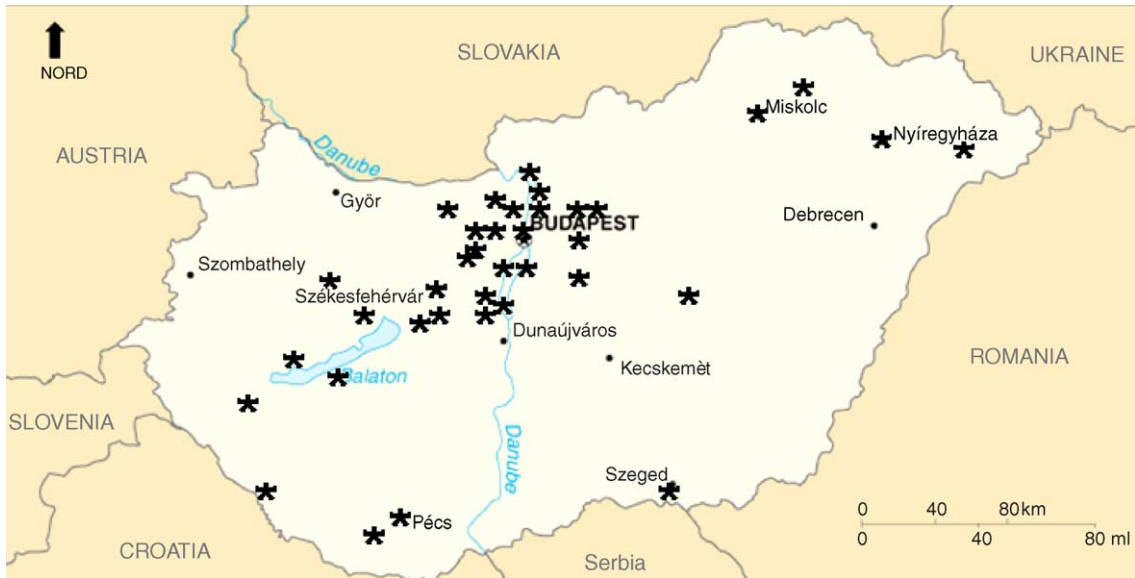 SLOVAKIA
UKRAINE
NORD
Miskolc
Nyíregyháza
AUSTRIA
Danube
Györ
Debrecen
BUDAPEST
Szombathely
Székesfehérvár
Dunaújváros
ROMANIA
Kecskemèt
Balaton
SLOVENIA
Danube
Szeged
Pécs
0 40 80km
0 40 80 ml
CROATIA
Serbia